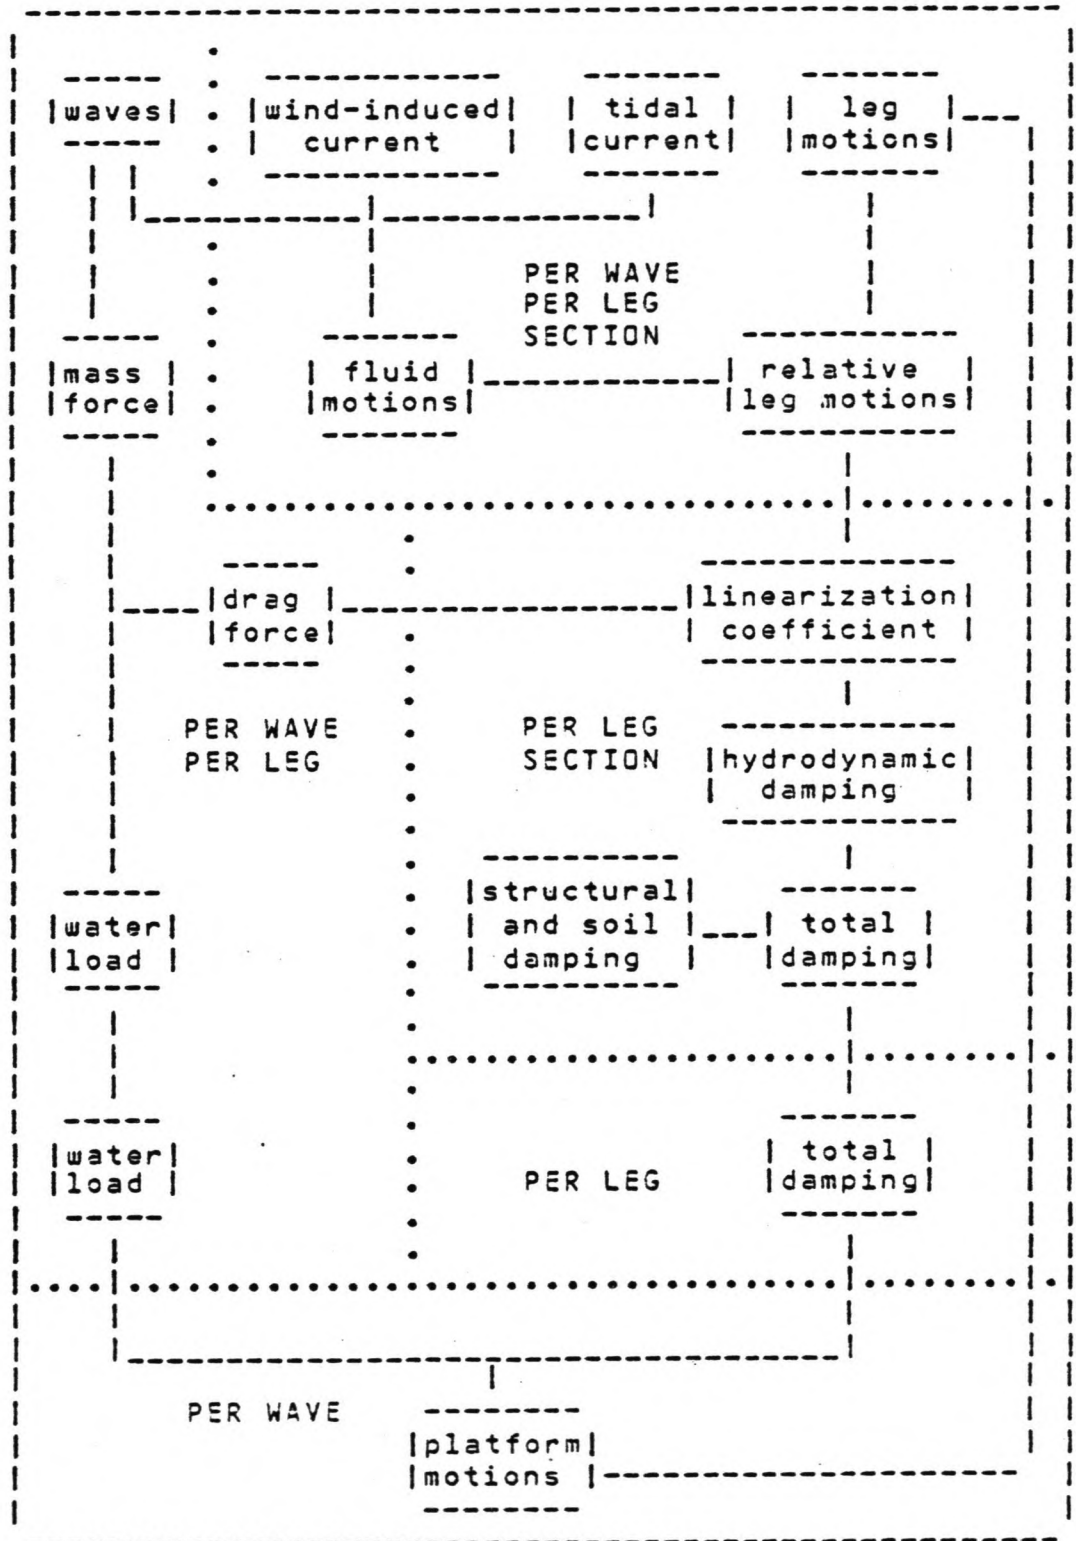 waves
wind-induced
current
tidal
current
leg
motions
PER WAVE
PER LEG
SECTION
mass
force
fluid
motions
relative
leg motions
drag
force
linearization
coefficient
PER WAVE
PER LEG
PER LEG
SECTION
hydrodynamic
damping
water
load
structural
and soil
damping
total
damping
water
load
PER LEG
total
damping
PER WAVE
platform
motions